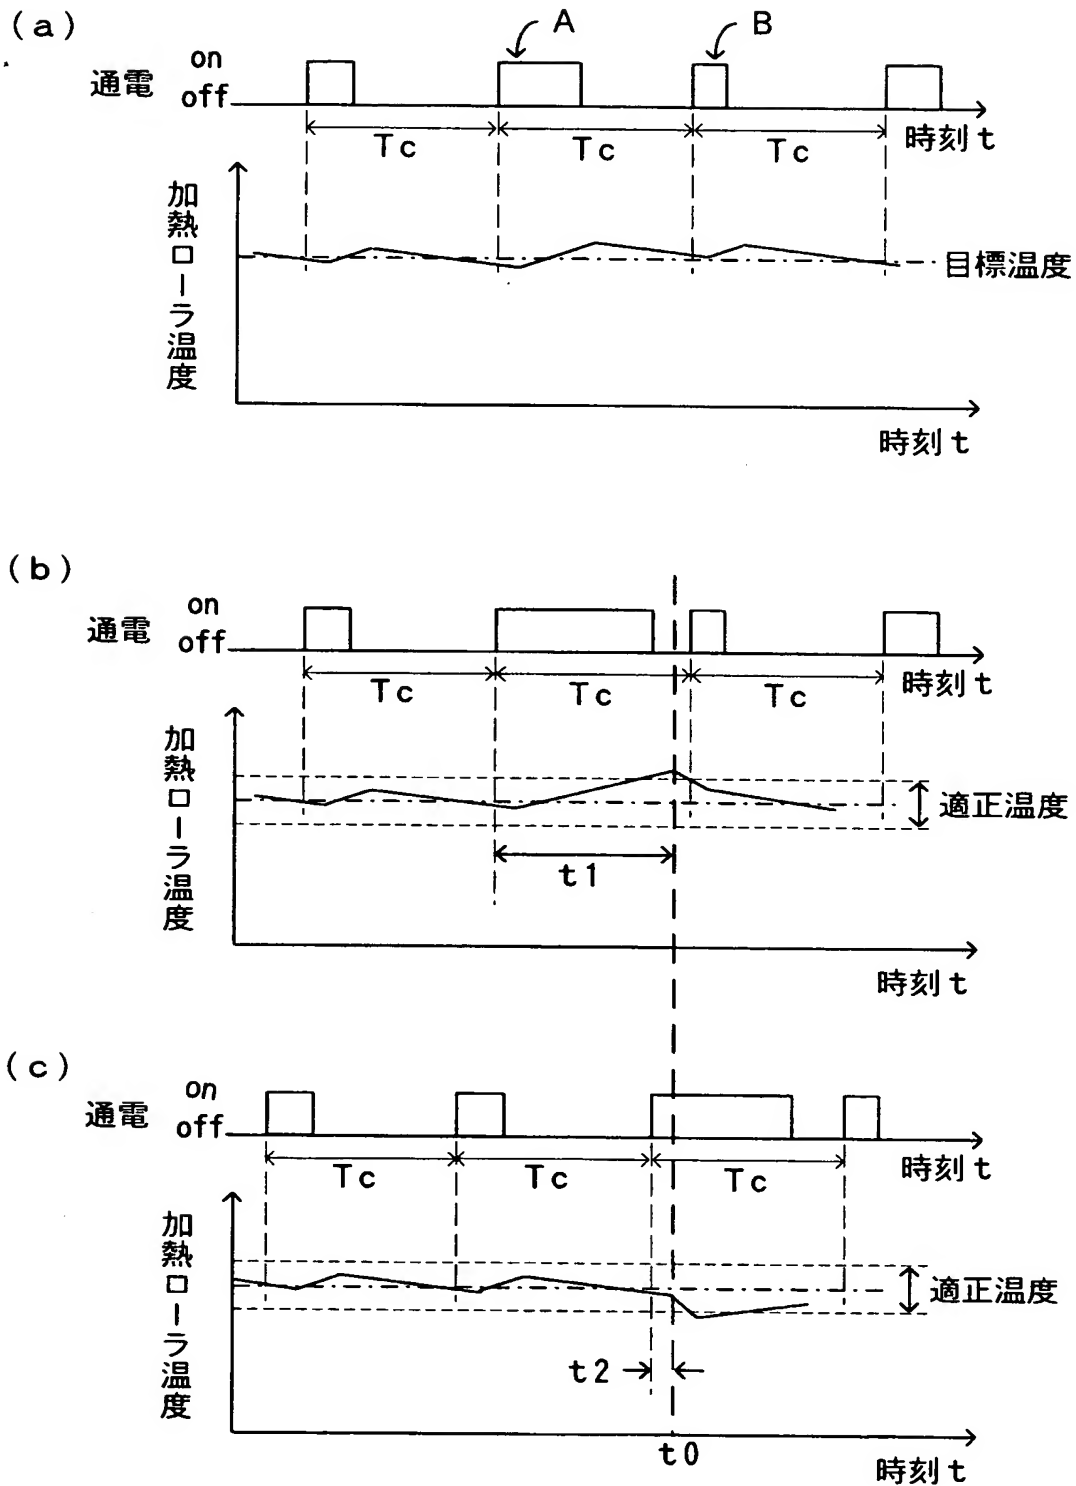 (a)
A
B
on
通電
off
Tc
Tc
Tc
時刻t
加熱ローラ温度
目標温度
時刻t
(b)
on
通電
off
Tc
Tc
Tc
時刻t
加熱ローラ温度
適正温度
t1
時刻t
(c)
on
通電
off
Tc
Tc
Tc
時刻t
加熱ローラ温度
適正温度
t2
t0
時刻t